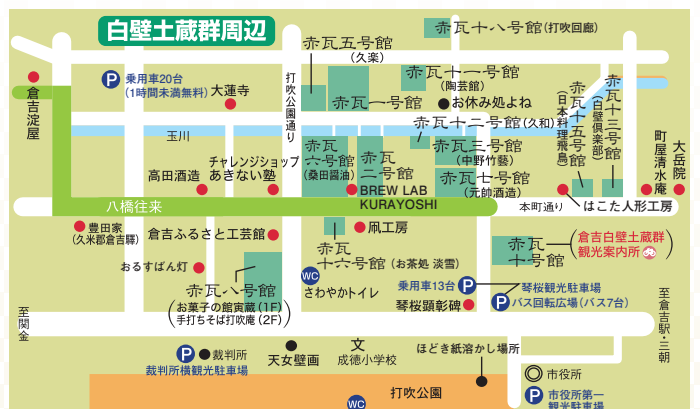 白壁土蔵群周辺
赤瓦十八号館(打吹回廊)
赤瓦五号館
(久楽)
乗用車20台
(1時間未満無料)
大蓮寺
打吹公園通り
赤瓦一号館
赤瓦十一号館
(陶芸館)
お休み処よね
赤瓦十二号館(久和)
倉吉淀屋
玉川
赤瓦十五号館
(日本料理飛鳥)
赤瓦十三号館
(白壁倶楽部)
町屋清水庵
大岳院
チャレンジショップ
あきない塾
高田酒造
赤瓦
六号館
(桑田醤油)
赤瓦
二号館
赤瓦三号館
(中野竹藝)
赤瓦七号館
(元帥酒造)
BREW LAB
KURAYOSHI
八橋往来
本町通り
はこた人形工房
豊田家
(久米郡倉吉驛)
倉吉ふるさと工芸館
凧工房
赤瓦
十六号館(お茶処 淡雪)
赤瓦
十号館
(倉吉白壁土蔵群
観光案内所)
おるすばん灯
赤瓦八号館
(お菓子の館寅蔵(1F)
手打ちそば打吹庵(2F))
WC
さわやかトイレ
乗用車13台
P
琴桜観光駐車場
琴桜顕彰碑
P
バス回転広場(バス7台)
至関金
至倉吉駅・三朝
P
裁判所
裁判所横観光駐車場
天女壁画
文
成徳小学校
ほどき紙溶かし場所
市役所
P
市役所第一
観光駐車場
打吹公園
WC